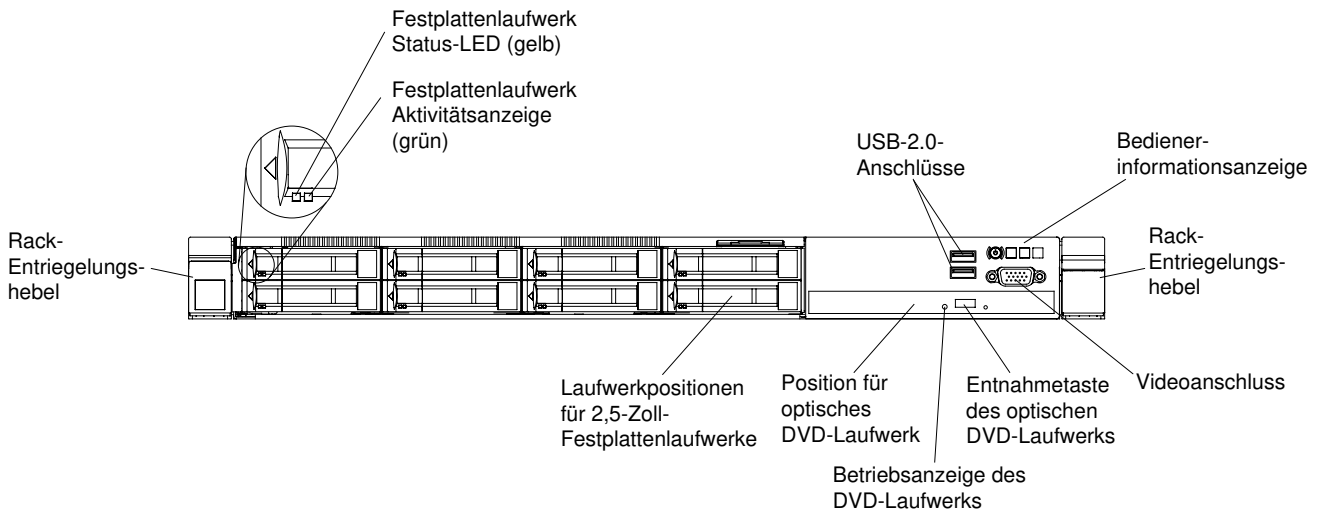 Festplattenlaufwerk
Status-LED (gelb)
Festplattenlaufwerk
Aktivitätsanzeige
(grün)
USB-2.0-
Anschlüsse
Bediener-
informationsanzeige
Rack-
Entriegelungs-
hebel
Rack-
Entriegelungs-
hebel
Laufwerkpositionen
für 2,5-Zoll-
Festplattenlaufwerke
Position für
optisches
DVD-Laufwerk
Entnahmetaste
des optischen
DVD-Laufwerks
Videoanschluss
Betriebsanzeige des
DVD-Laufwerks